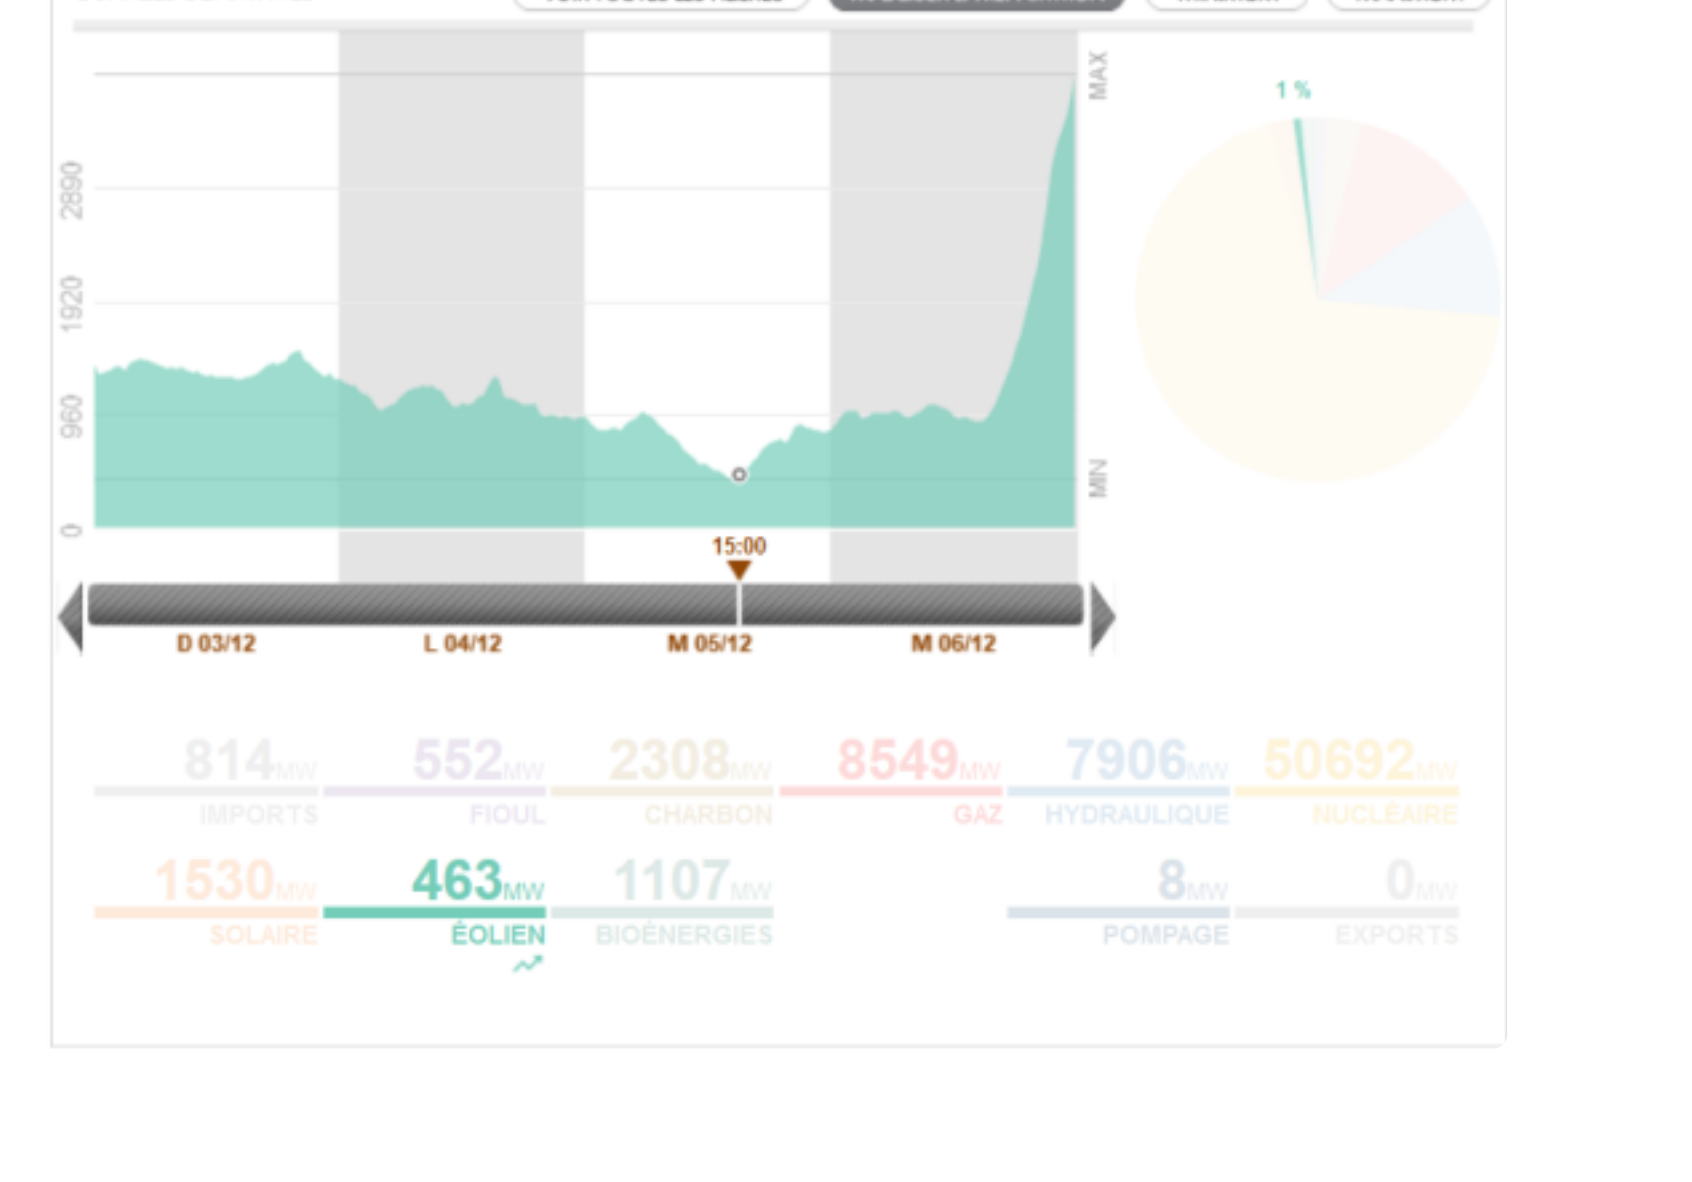 MAX
1 %
2890
1920
960
MIN
0
15:00
D 03/12
L 04/12
M 05/12
M 06/12
814MW
552MW
2308MW
8549MW
7906MW
50692MW
IMPORTS
FIOUL
CHARBON
GAZ
HYDRAULIQUE
NUCLÉAIRE
1530MW
463MW
1107MW
8MW
0MW
SOLAIRE
ÉOLIEN
BIOÉNERGIES
POMPAGE
EXPORTS